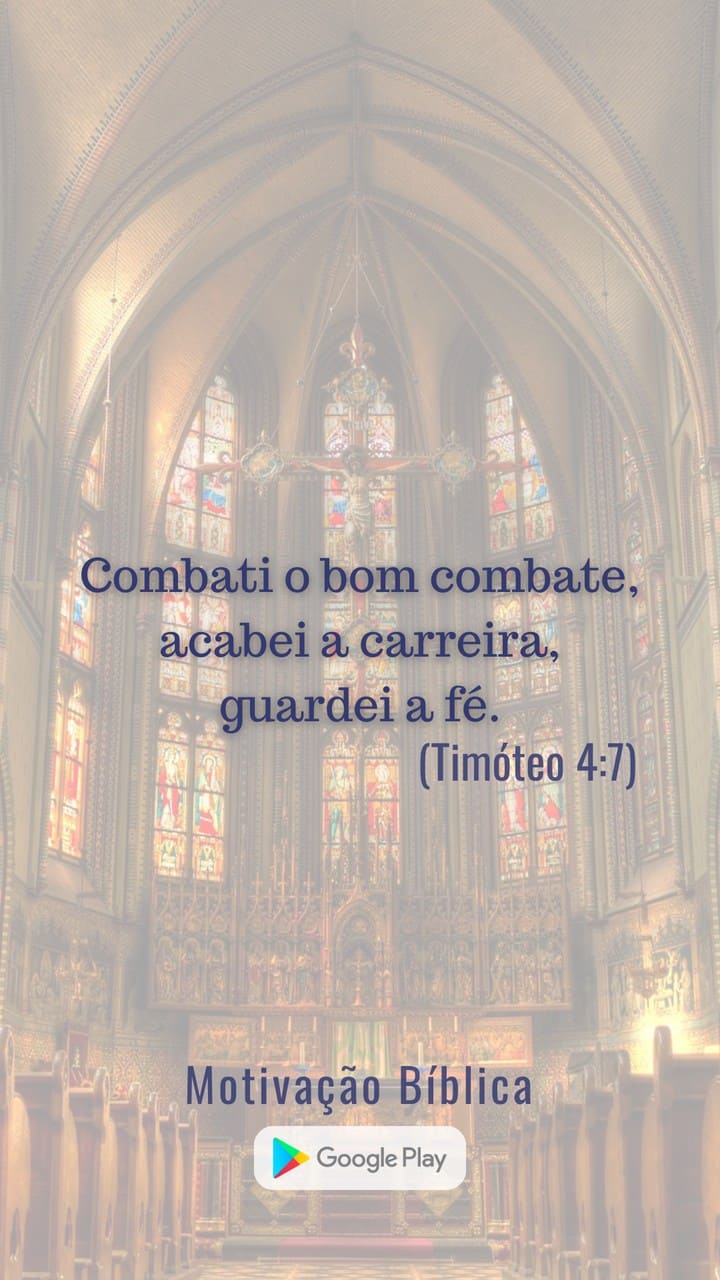 Combati o bom combate,
acabei a carreira,
guardei a fé.
(Timóteo 4:7)
Motivação Bíblica
Google Play